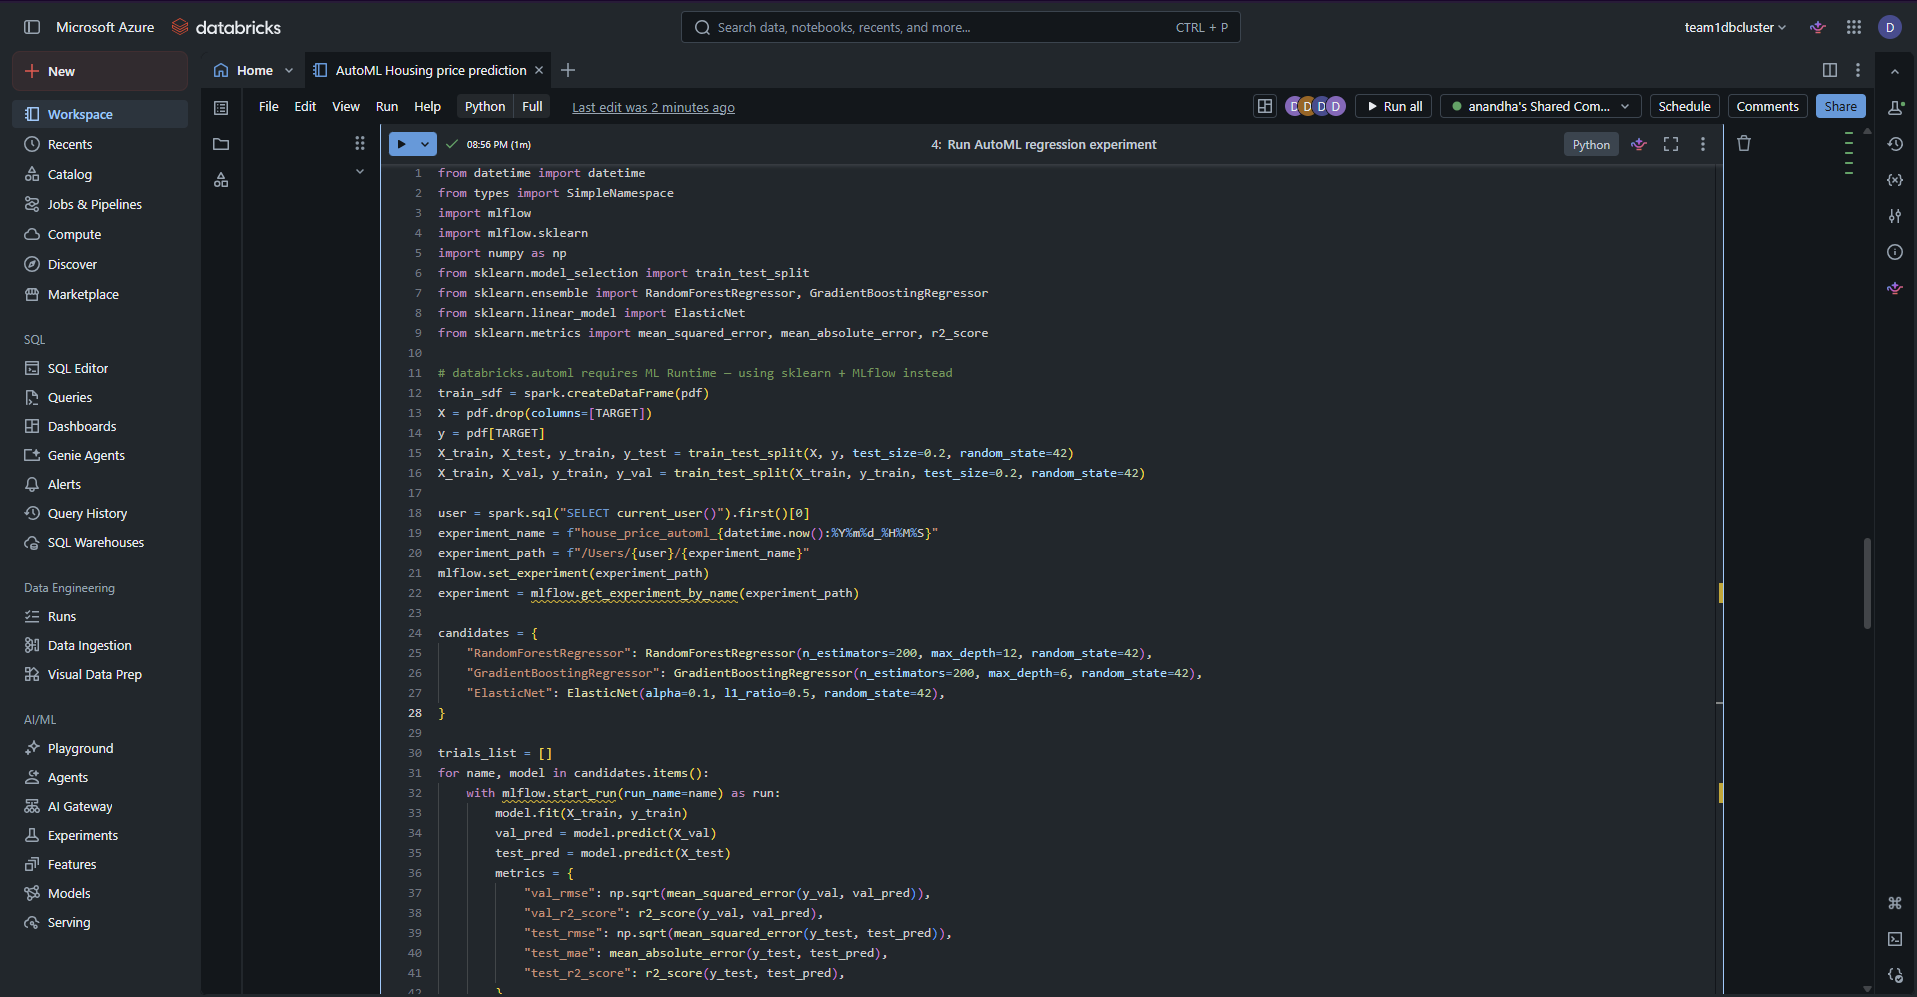 Microsoft Azure
databricks
Search data, notebooks, recents, and more...
CTRL + P
team1dbcluster
D
New
Workspace
Recents
Catalog
Jobs & Pipelines
Compute
Discover
Marketplace
SQL
SQL Editor
Queries
Dashboards
Genie Agents
Alerts
Query History
SQL Warehouses
Data Engineering
Runs
Data Ingestion
Visual Data Prep
AI/ML
Playground
Agents
AI Gateway
Experiments
Features
Models
Serving
Home
AutoML Housing price prediction
File Edit View Run Help
Python Full
Last edit was 2 minutes ago
D D D D
Run all
anandha's Shared Com...
Schedule
Comments
Share
08:56 PM (1m)
4: Run AutoML regression experiment
Python
1 from datetime import datetime
2 from types import SimpleNamespace
3 import mlflow
4 import mlflow.sklearn
5 import numpy as np
6 from sklearn.model_selection import train_test_split
7 from sklearn.ensemble import RandomForestRegressor, GradientBoostingRegressor
8 from sklearn.linear_model import ElasticNet
9 from sklearn.metrics import mean_squared_error, mean_absolute_error, r2_score
10
11 # databricks.automl requires ML Runtime — using sklearn + MLflow instead
12 train_sdf = spark.createDataFrame(pdf)
13 X = pdf.drop(columns=[TARGET])
14 y = pdf[TARGET]
15 X_train, X_test, y_train, y_test = train_test_split(X, y, test_size=0.2, random_state=42)
16 X_train, X_val, y_train, y_val = train_test_split(X_train, y_train, test_size=0.2, random_state=42)
17
18 user = spark.sql("SELECT current_user()").first()[0]
19 experiment_name = f"house_price_automl_{datetime.now():%Y%m%d_%H%M%S}"
20 experiment_path = f"/Users/{user}/{experiment_name}"
21 mlflow.set_experiment(experiment_path)
22 experiment = mlflow.get_experiment_by_name(experiment_path)
23
24 candidates = {
25 "RandomForestRegressor": RandomForestRegressor(n_estimators=200, max_depth=12, random_state=42),
26 "GradientBoostingRegressor": GradientBoostingRegressor(n_estimators=200, max_depth=6, random_state=42),
27 "ElasticNet": ElasticNet(alpha=0.1, l1_ratio=0.5, random_state=42),
28 }
29
30 trials_list = []
31 for name, model in candidates.items():
32 with mlflow.start_run(run_name=name) as run:
33 model.fit(X_train, y_train)
34 val_pred = model.predict(X_val)
35 test_pred = model.predict(X_test)
36 metrics = {
37 "val_rmse": np.sqrt(mean_squared_error(y_val, val_pred)),
38 "val_r2_score": r2_score(y_val, val_pred),
39 "test_rmse": np.sqrt(mean_squared_error(y_test, test_pred)),
40 "test_mae": mean_absolute_error(y_test, test_pred),
41 "test_r2_score": r2_score(y_test, test_pred),
42 }